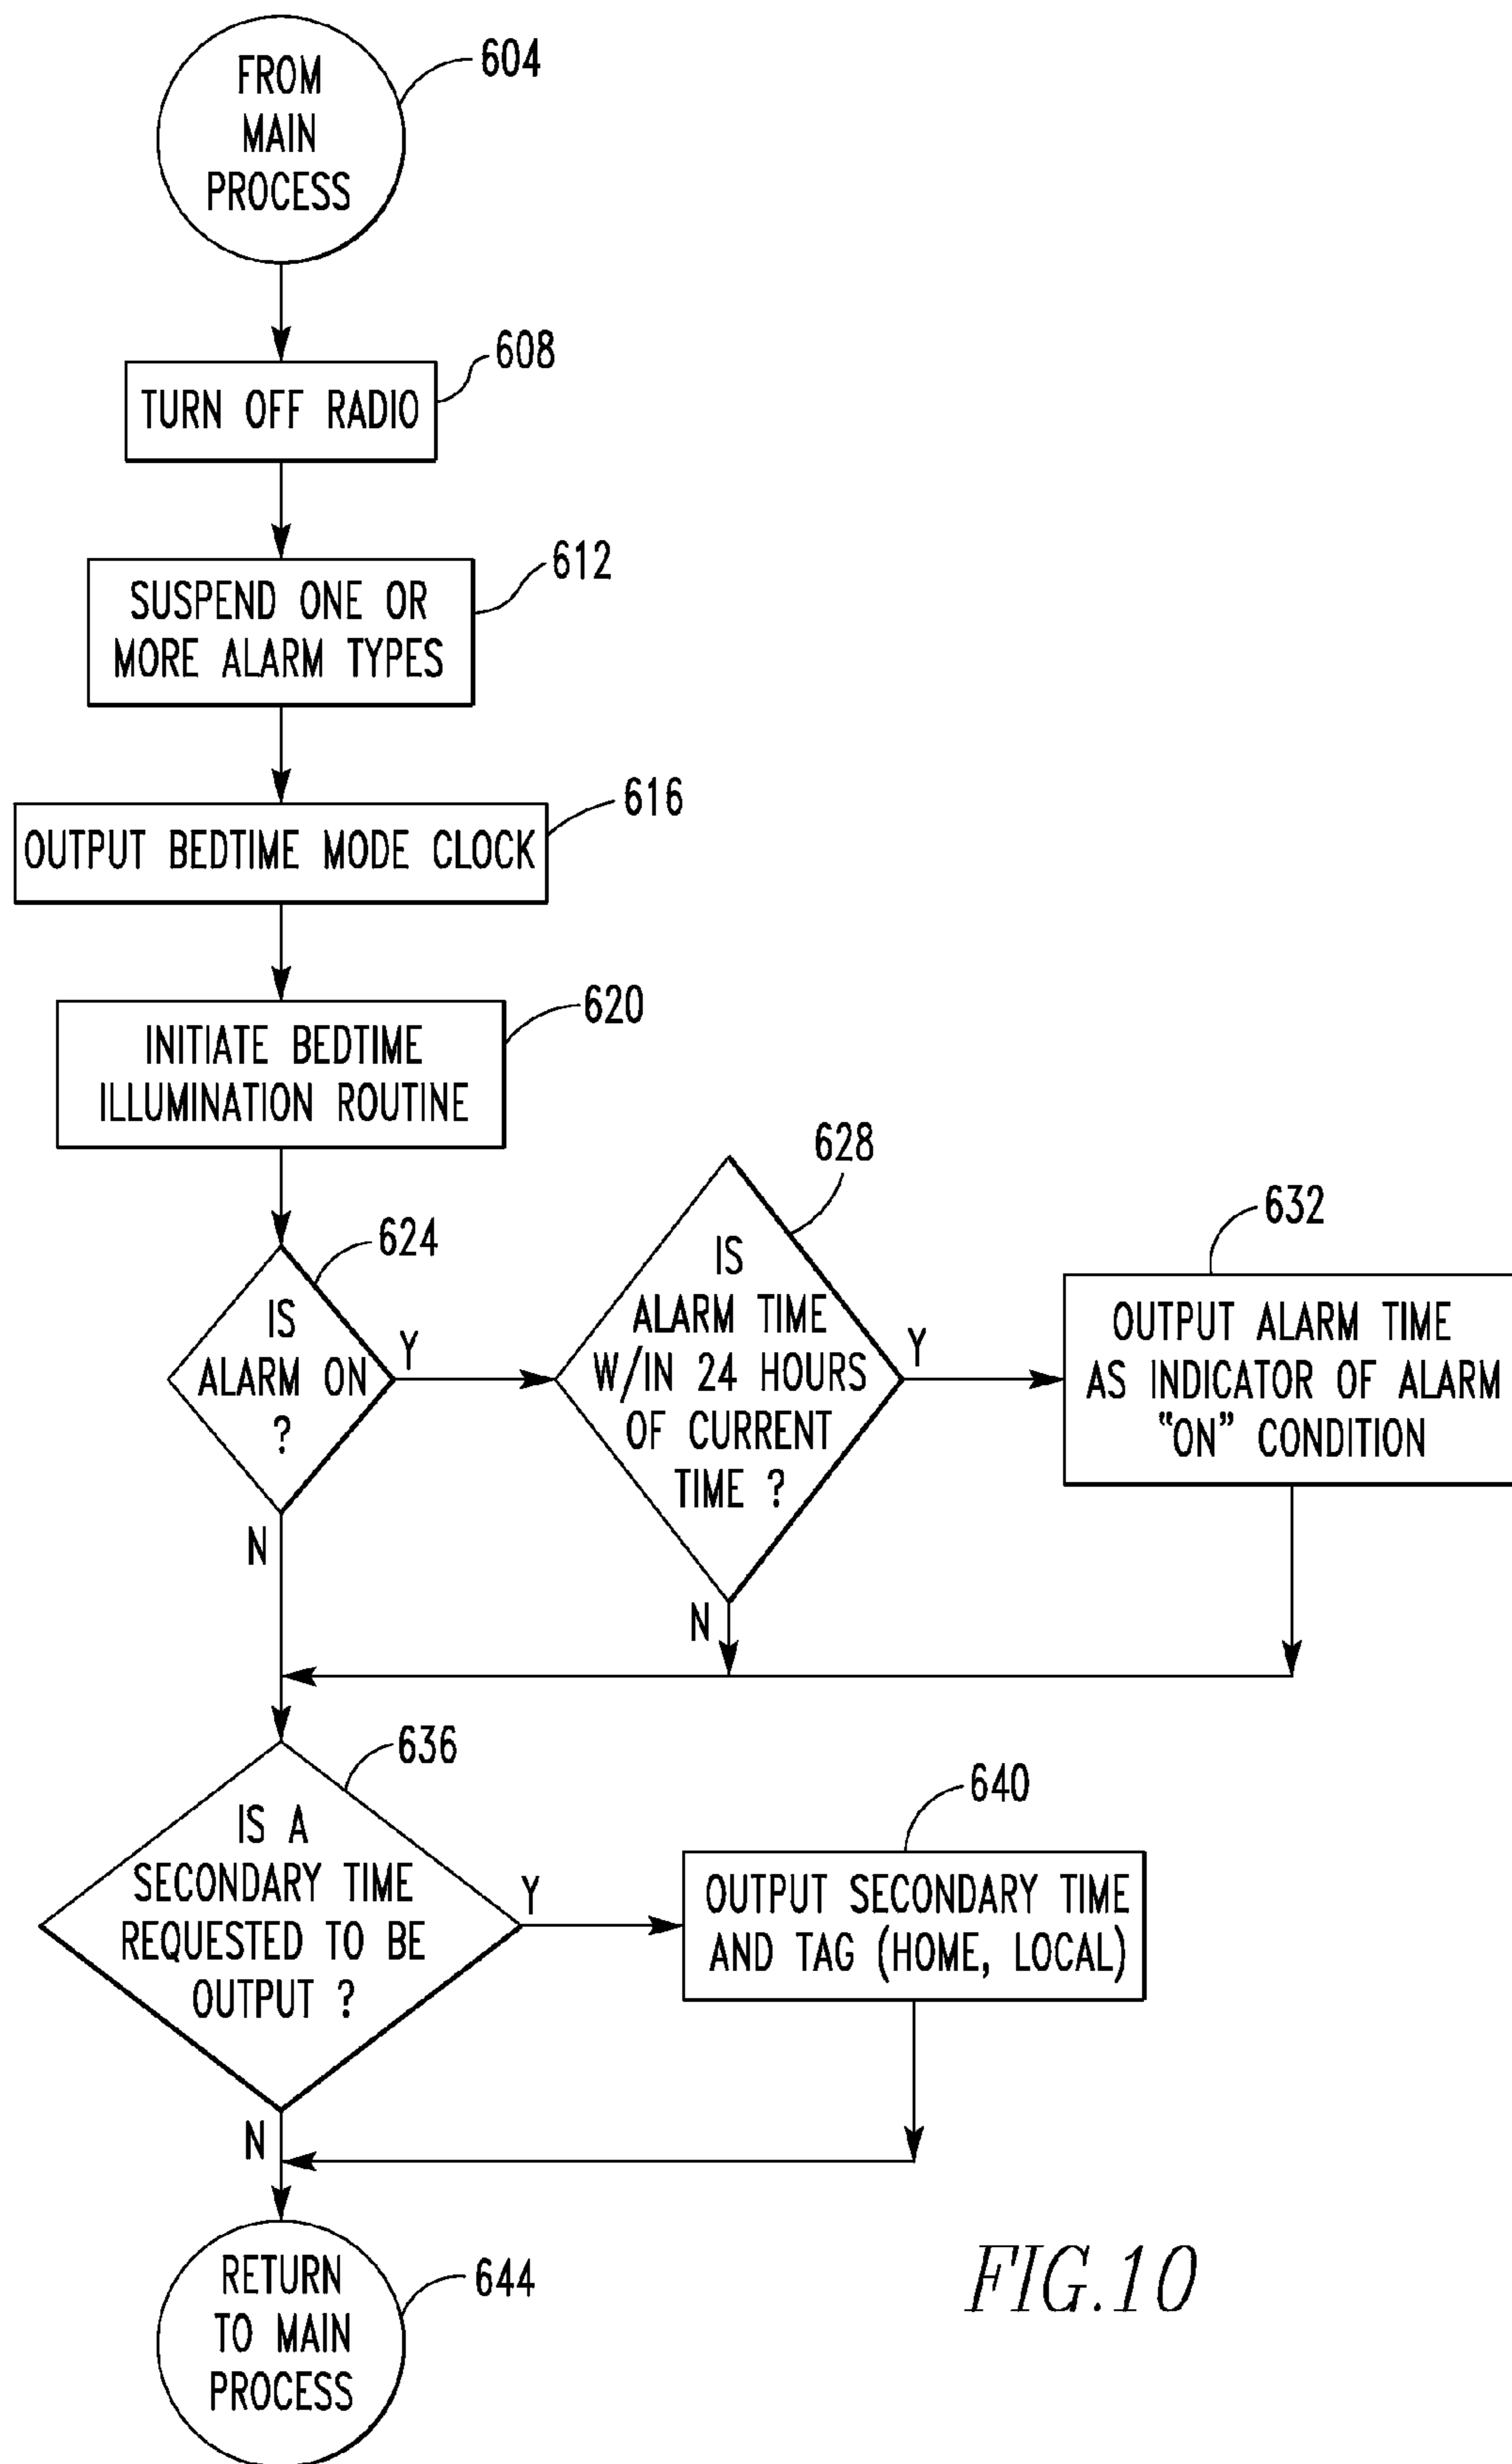 FROM
MAIN
PROCESS
604
TURN OFF RADIO
608
SUSPEND ONE OR
MORE ALARM TYPES
612
OUTPUT BEDTIME MODE CLOCK
616
INITIATE BEDTIME
ILLUMINATION ROUTINE
620
IS
ALARM ON
?
624
Y
N
IS
ALARM TIME
W/IN 24 HOURS
OF CURRENT
TIME ?
628
Y
N
OUTPUT ALARM TIME
AS INDICATOR OF ALARM
"ON" CONDITION
632
IS A
SECONDARY TIME
REQUESTED TO BE
OUTPUT ?
636
Y
N
OUTPUT SECONDARY TIME
AND TAG (HOME, LOCAL)
640
RETURN
TO MAIN
PROCESS
644
FIG.10